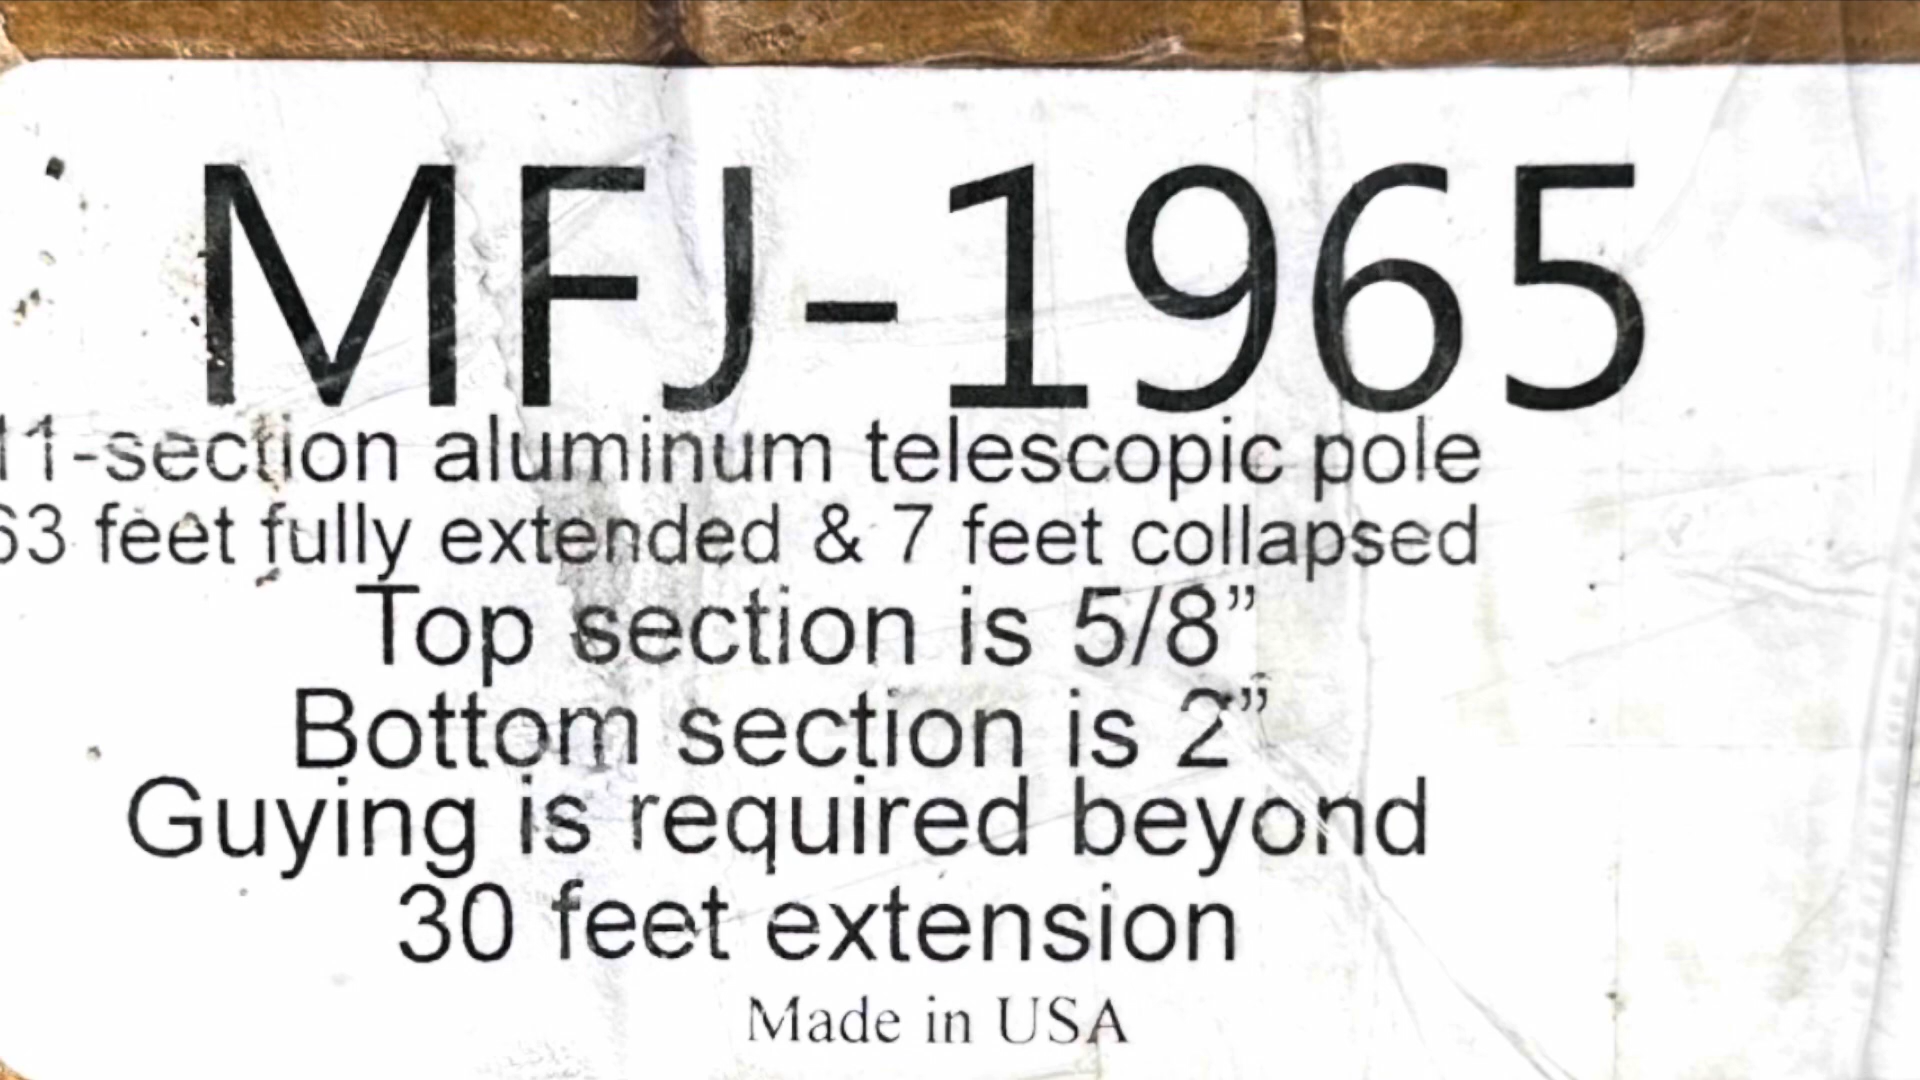 MFJ-1965
11-section aluminum telescopic pole
63 feet fully extended & 7 feet collapsed
Top section is 5/8”
Bottom section is 2”
Guying is required beyond
30 feet extension
Made in USA